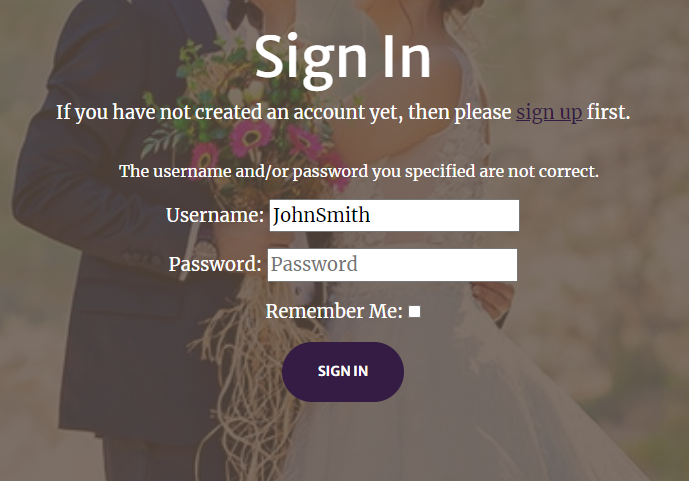 Sign In
If you have not created an account yet, then please sign up first.
The username and/or password you specified are not correct.
Username: JohnSmith
Password: Password
Remember Me:
SIGN IN